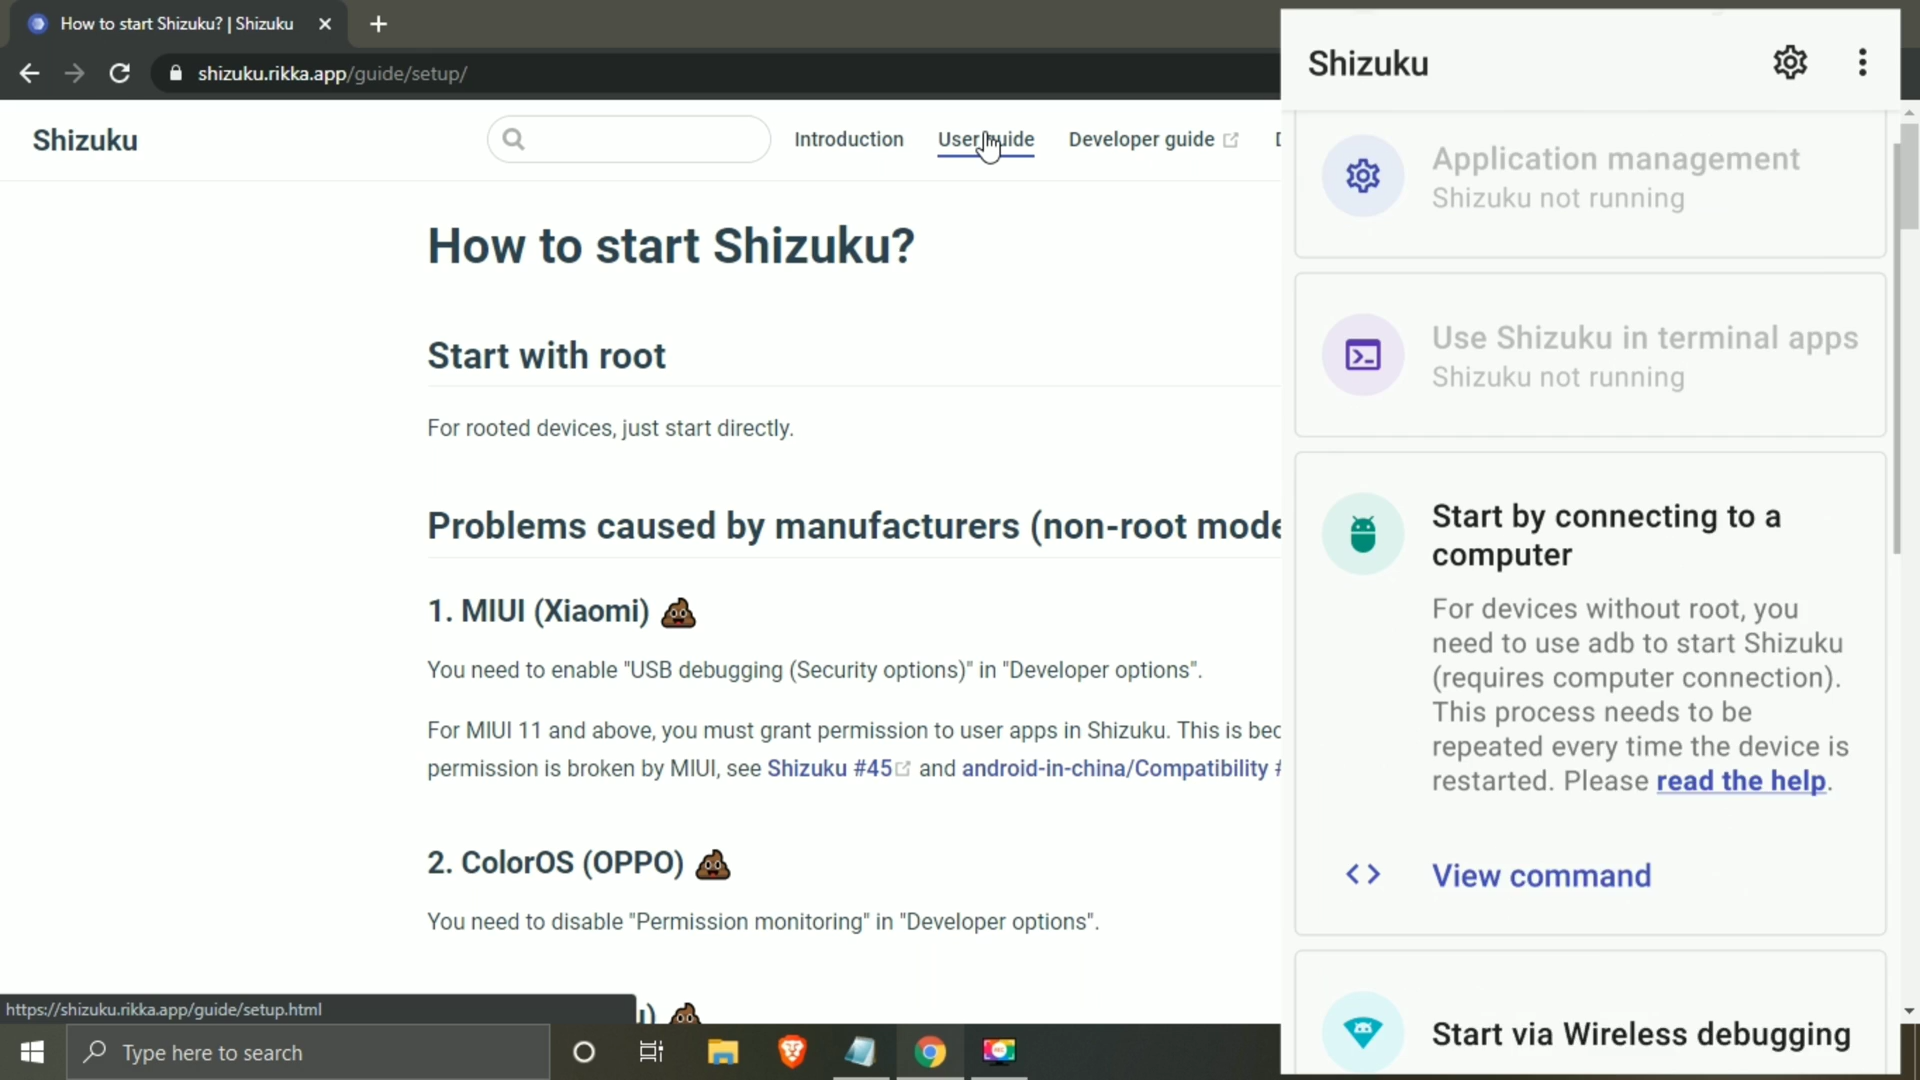 How to start Shizuku? | Shizuku
shizuku.rikka.app/guide/setup/
Shizuku
Introduction
User guide
Developer guide
How to start Shizuku?
Start with root
For rooted devices, just start directly.
Problems caused by manufacturers (non-root mode
1. MIUI (Xiaomi) 💩
You need to enable "USB debugging (Security options)" in "Developer options".
For MIUI 11 and above, you must grant permission to user apps in Shizuku. This is bec
permission is broken by MIUI, see Shizuku #45 and android-in-china/Compatibility #
2. ColorOS (OPPO) 💩
You need to disable "Permission monitoring" in "Developer options".
https://shizuku.rikka.app/guide/setup.html
Type here to search
Shizuku
Application management
Shizuku not running
Use Shizuku in terminal apps
Shizuku not running
Start by connecting to a
computer
For devices without root, you
need to use adb to start Shizuku
(requires computer connection).
This process needs to be
repeated every time the device is
restarted. Please read the help.
View command
Start via Wireless debugging